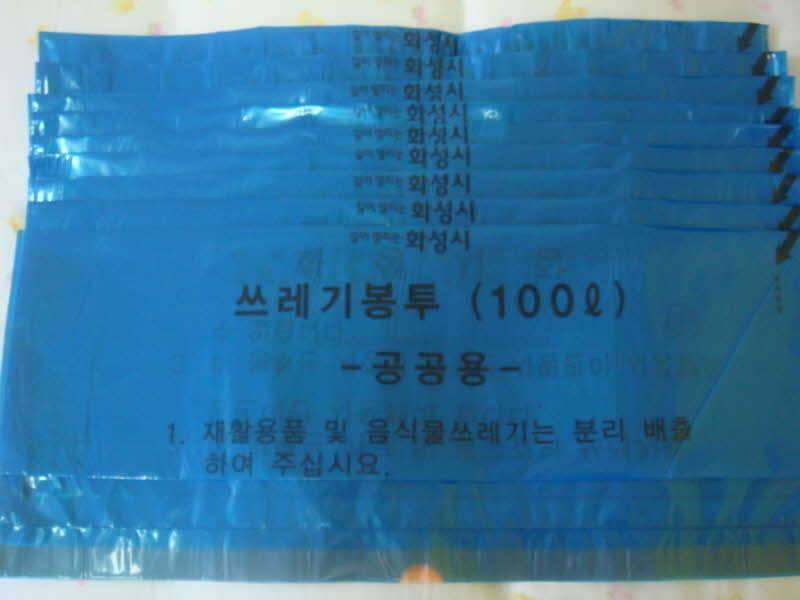 화성시
화성시
화성시
화성시
화성시
화성시
화성시
화성시
화성시
쓰레기봉투 (100ℓ)
-공공용-
1. 재활용품 및 음식물쓰레기는 분리 배출
하여 주십시요.